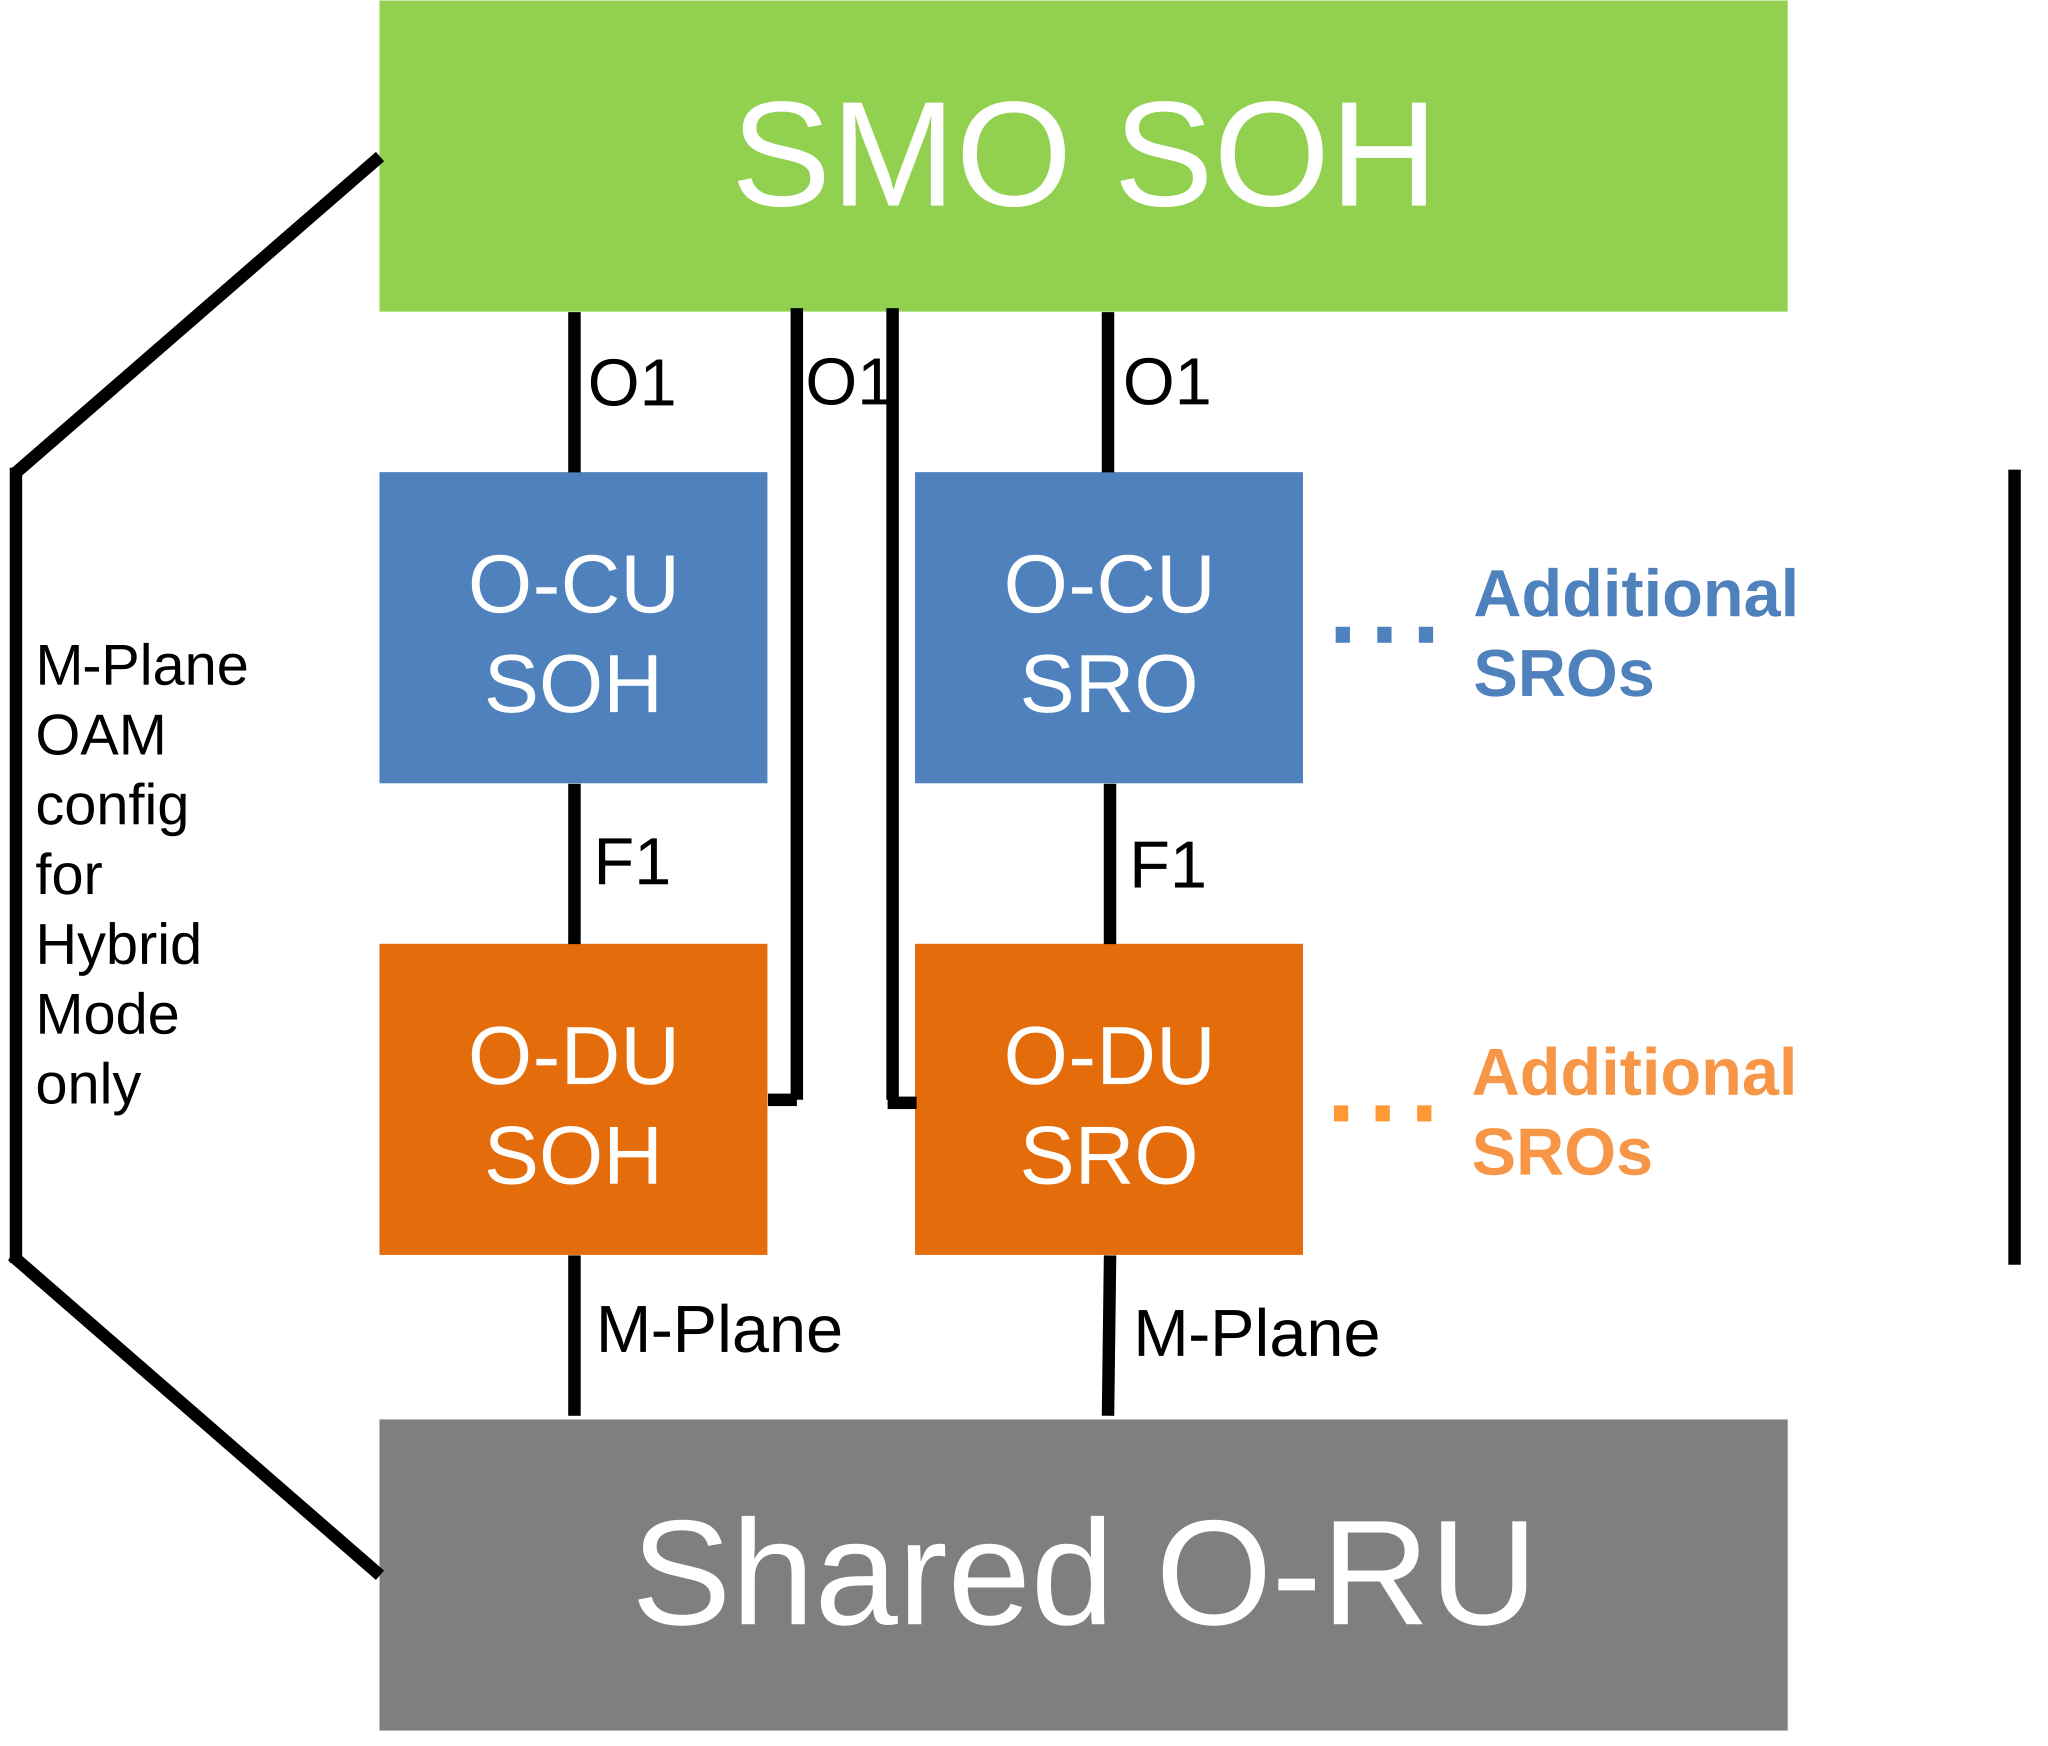 SMO SOH
O1
O1
O1
O-CU
SOH
O-CU
SRO
Additional
SROs
M-Plane
OAM
config
for
Hybrid
Mode
only
F1
F1
O-DU
SOH
O-DU
SRO
Additional
SROs
M-Plane
M-Plane
Shared O-RU